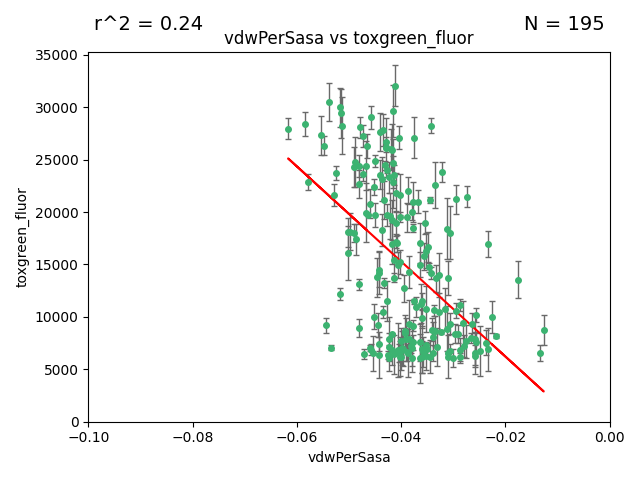 r^2 = 0.24
N = 195
vdwPerSasa vs toxgreen_fluor
35000
30000
25000
20000
15000
10000
5000
0
toxgreen_fluor
−0.10
−0.08
−0.06
−0.04
−0.02
0.00
vdwPerSasa